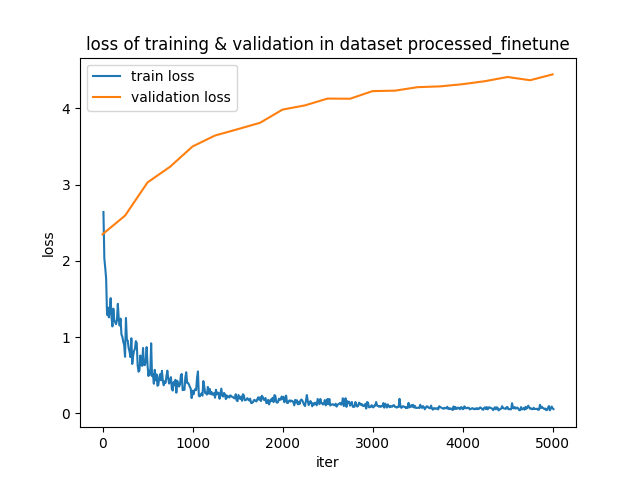 loss of training & validation in dataset processed_finetune
train loss
validation loss
loss
4
3
2
1
0
0 1000 2000 3000 4000 5000
iter